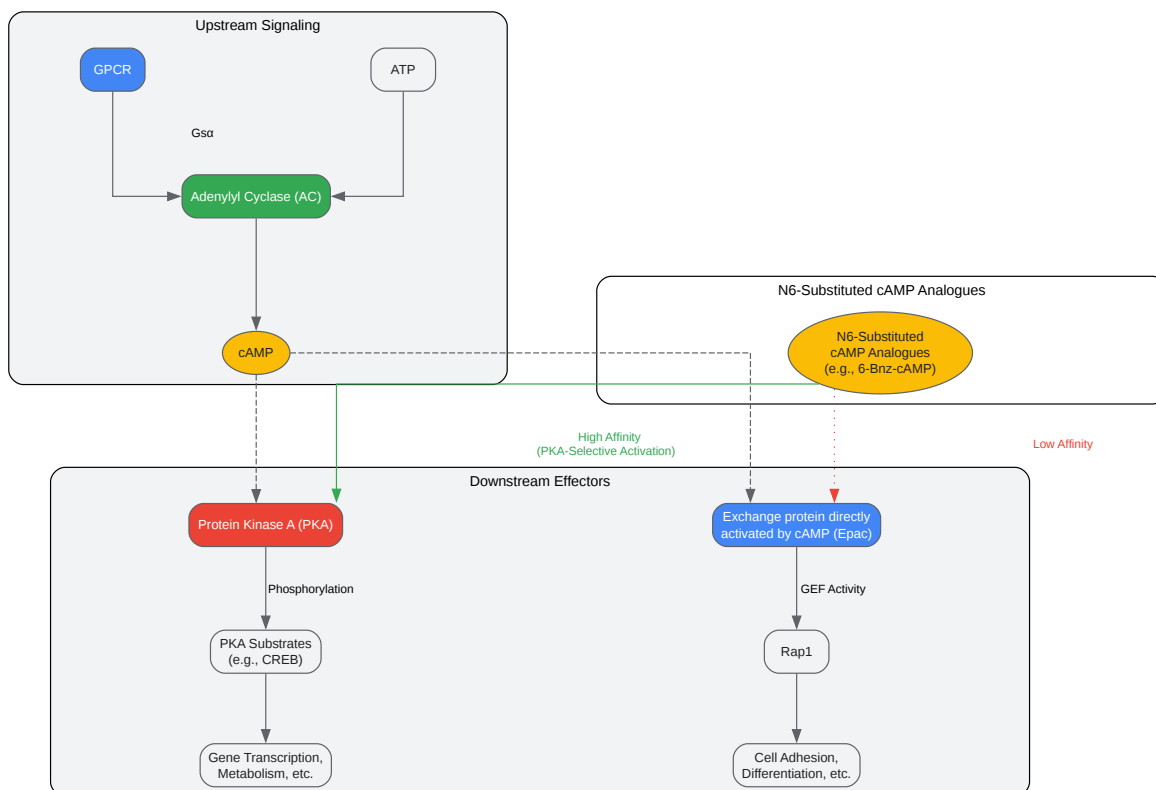 Upstream Signaling
GPCR
ATP
Gsα
Adenylyl Cyclase (AC)
cAMP
N6-Substituted cAMP Analogues
N6-Substituted
cAMP Analogues
(e.g., 6-Bnz-cAMP)
High Affinity
(PKA-Selective Activation)
Low Affinity
Downstream Effectors
Protein Kinase A (PKA)
Exchange protein directly
activated by cAMP (Epac)
Phosphorylation
GEF Activity
PKA Substrates
(e.g., CREB)
Rap1
Gene Transcription,
Metabolism, etc.
Cell Adhesion,
Differentiation, etc.